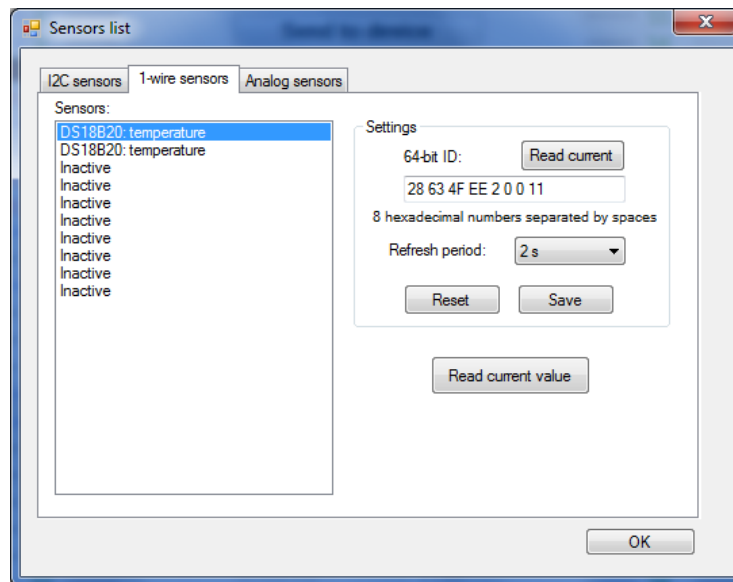 Sensors list
I2C sensors 1-wire sensors Analog sensors
Sensors:
DS18B20: temperature
DS18B20: temperature
Inactive
Inactive
Inactive
Inactive
Inactive
Inactive
Inactive
Inactive
Settings
64-bit ID: Read current
28 63 4F EE 2 0 0 11
8 hexadecimal numbers separated by spaces
Refresh period: 2 s
Reset Save
Read current value
OK